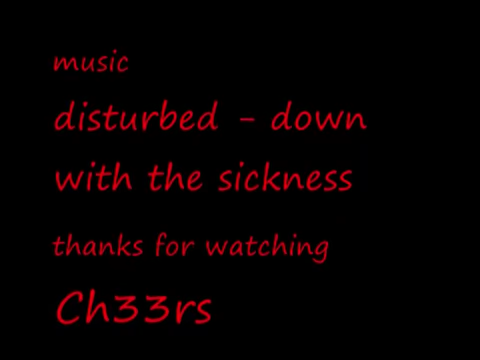 music
disturbed - down
with the sickness
thanks for watching
Ch33rs